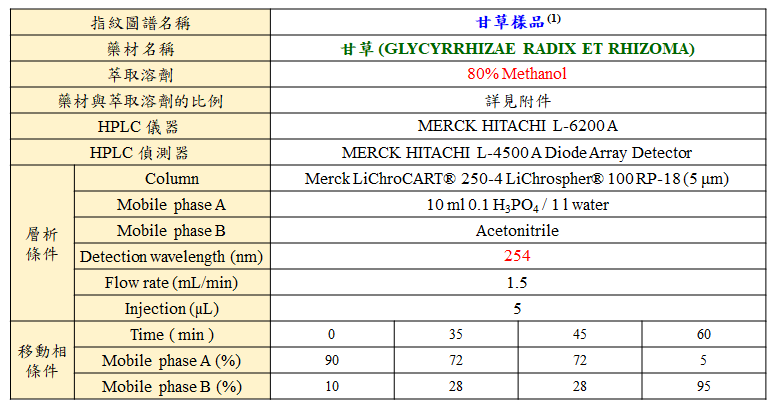 指紋圖譜名稱 甘草樣品(1)
藥材名稱 甘草 (GLYCYRRHIZAE RADIX ET RHIZOMA)
萃取溶劑 80% Methanol
藥材與萃取溶劑的比例 詳見附件
HPLC 儀器 MERCK HITACHI L-6200A
HPLC 偵測器 MERCK HITACHI L-4500A Diode Array Detector
層析條件
Column Merck LiChroCART® 250-4 LiChrospher® 100 RP-18 (5 μm)
Mobile phase A 10 ml 0.1 H₃PO₄ / 1 l water
Mobile phase B Acetonitrile
Detection wavelength (nm) 254
Flow rate (mL/min) 1.5
Injection (μL) 5
移動相條件
Time ( min ) 0 35 45 60
Mobile phase A (%) 90 72 72 5
Mobile phase B (%) 10 28 28 95